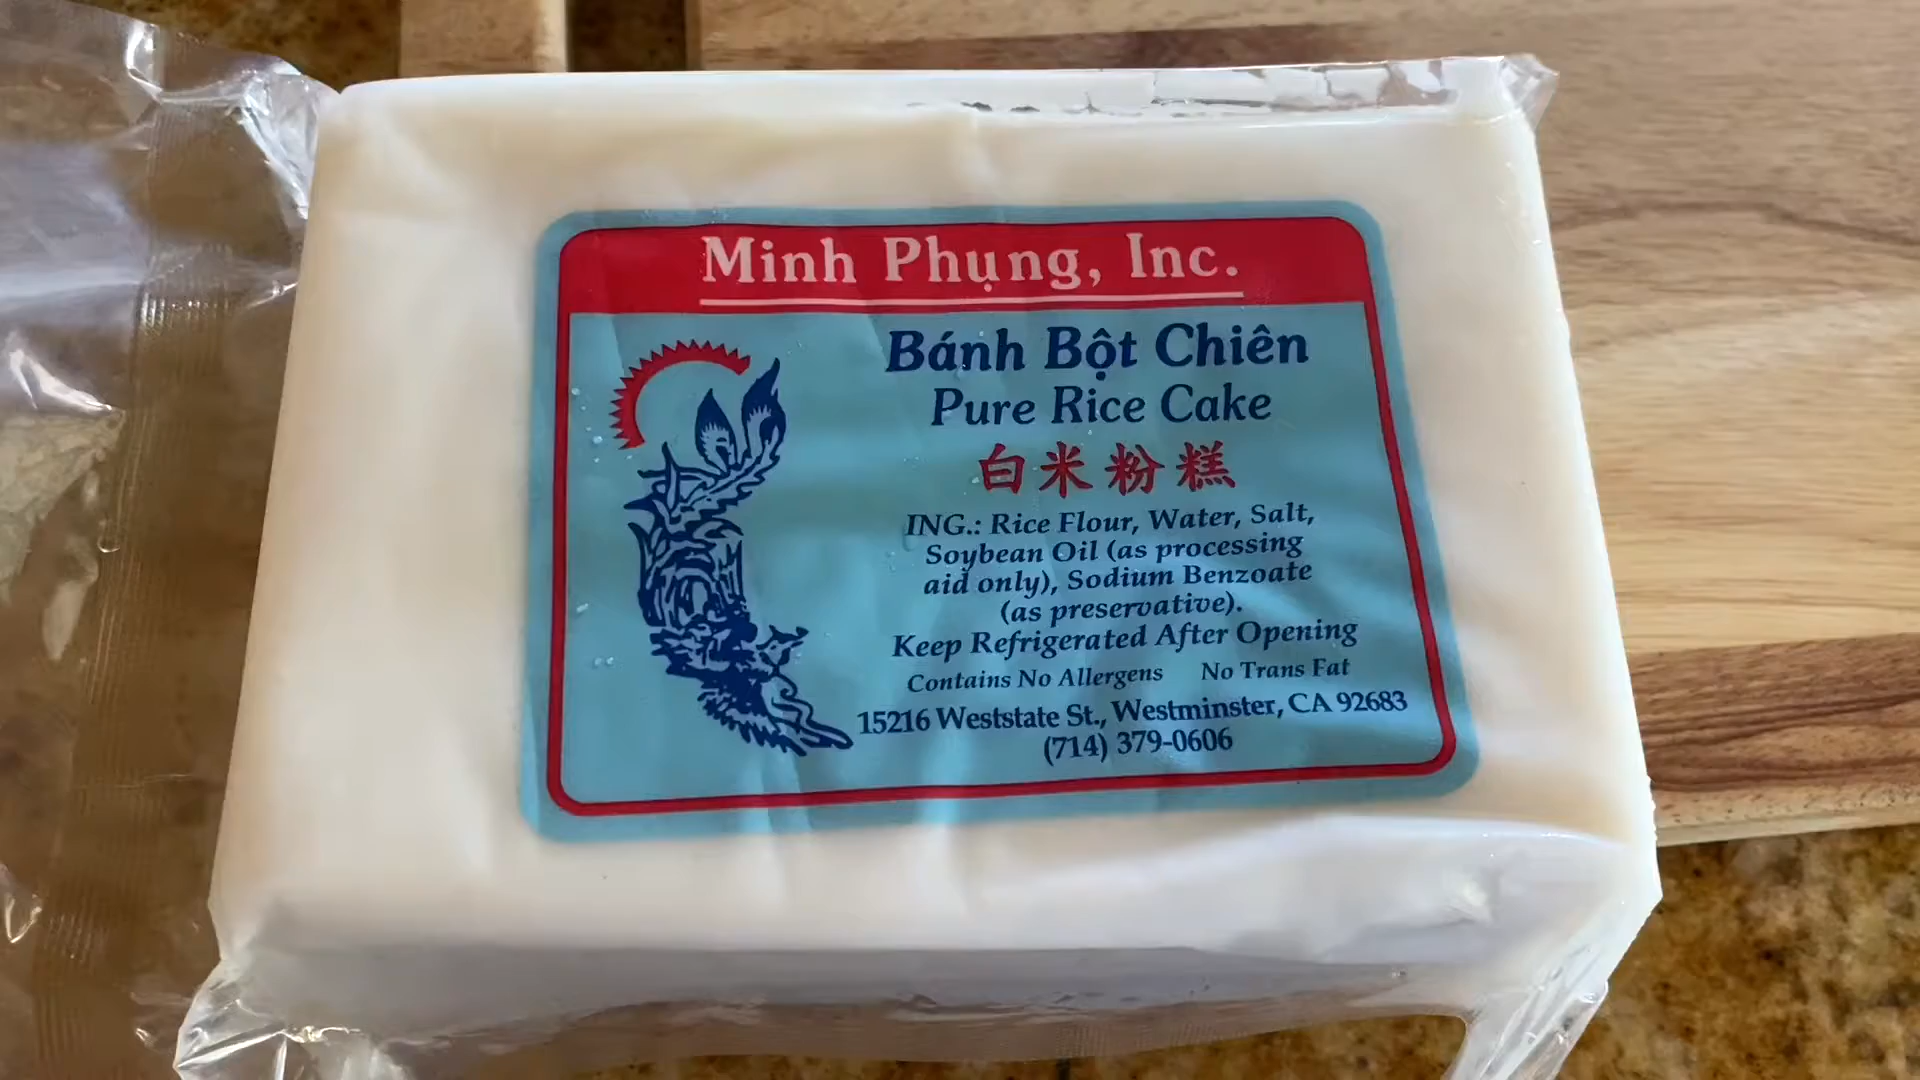 Minh Phụng, Inc.
Bánh Bột Chiên
Pure Rice Cake
白米粉糕
ING.: Rice Flour, Water, Salt,
Soybean Oil (as processing
aid only), Sodium Benzoate
(as preservative).
Keep Refrigerated After Opening
Contains No Allergens No Trans Fat
15216 Weststate St., Westminster, CA 92683
(714) 379-0606